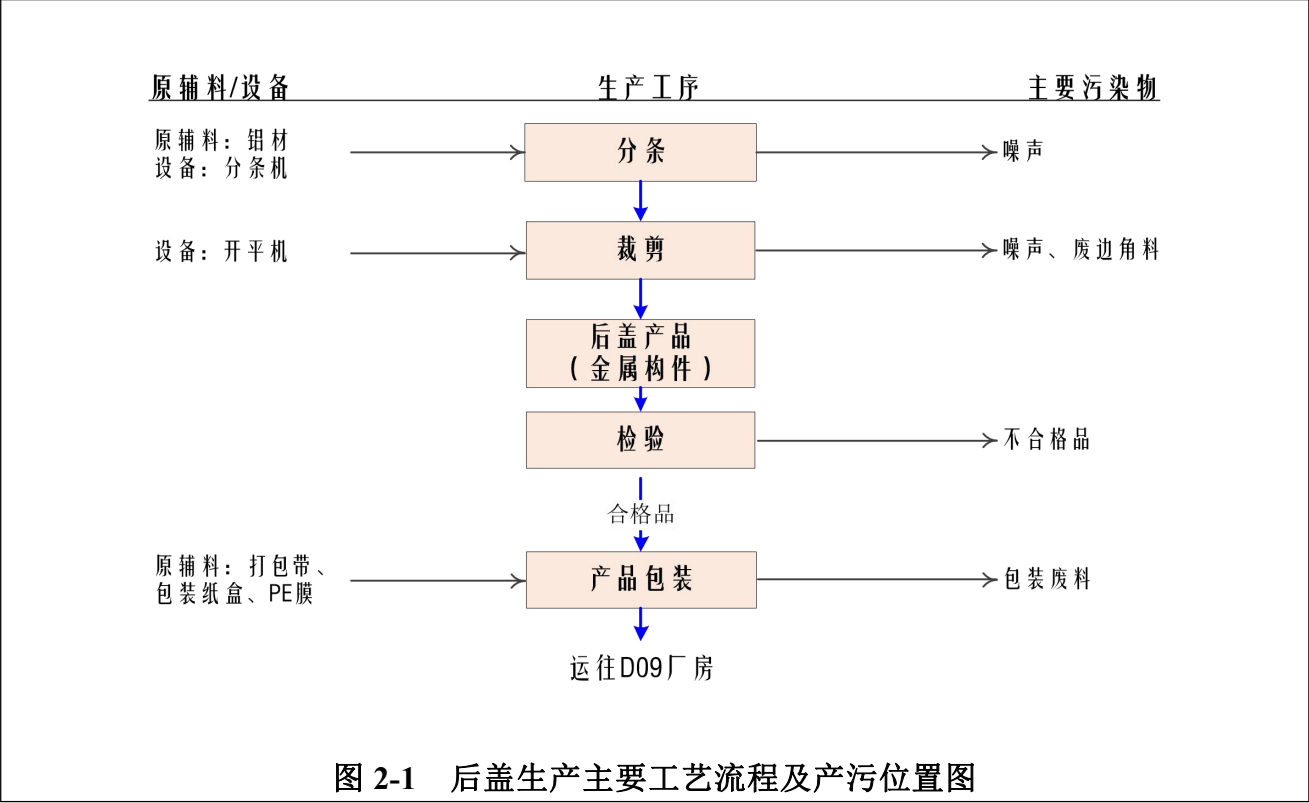 原辅料/设备 生产工序 主要污染物
原辅料：铝材
设备：分条机
分条
噪声
设备：开平机
裁剪
噪声、废边角料
后盖产品
（金属构件）
检验
不合格品
合格品
原辅料：打包带、
包装纸盒、PE膜
产品包装
包装废料
运往D09厂房
图 2-1 后盖生产主要工艺流程及产污位置图